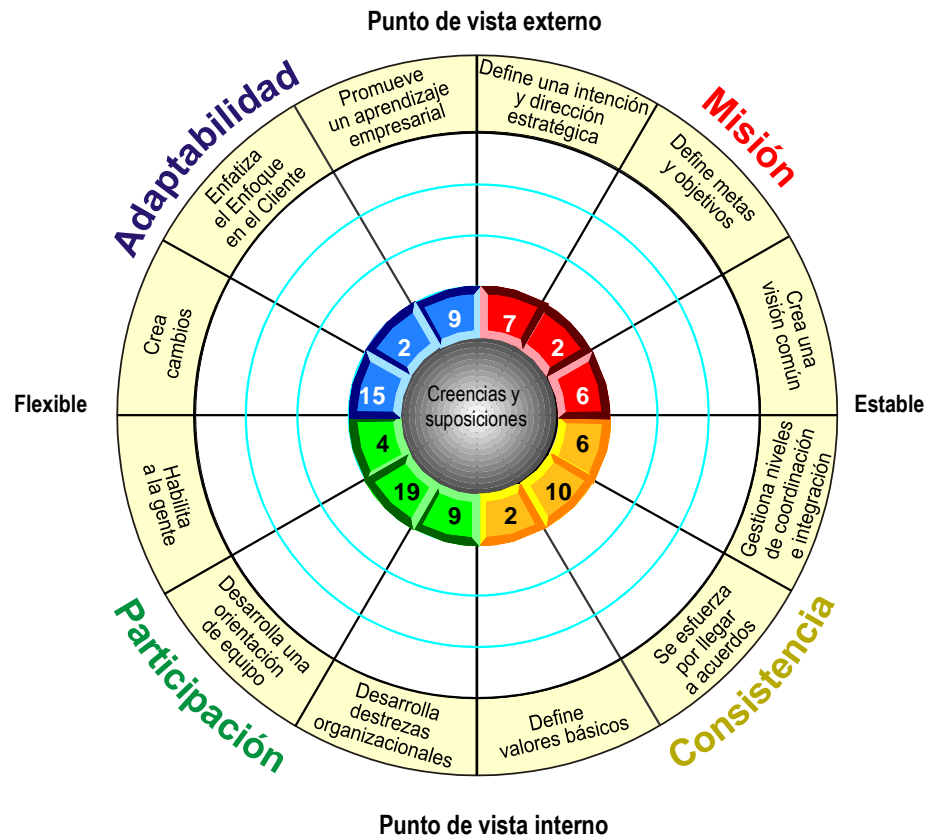 Punto de vista externo
Adaptabilidad
Misión
Promueve
un aprendizaje
empresarial
Define una intención
y dirección
estratégica
Enfatiza
el Enfoque
en el Cliente
Define metas
y objetivos
Crea
cambios
Crea una
visión común
9
7
2
2
15
6
Flexible
Creencias y
suposiciones
Estable
4
6
19
10
9
2
Habilita
a la gente
Gestiona niveles
de coordinación
e integración
Desarrolla una
orientación
de equipo
Se esfuerza
por llegar
a acuerdos
Desarrolla
destrezas
organizacionales
Define
valores básicos
Participación
Consistencia
Punto de vista interno